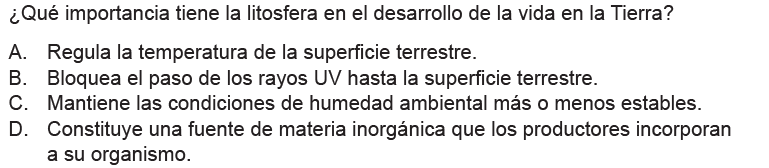 ¿Qué importancia tiene la litosfera en el desarrollo de la vida en la Tierra?
A. Regula la temperatura de la superficie terrestre.
B. Bloquea el paso de los rayos UV hasta la superficie terrestre.
C. Mantiene las condiciones de humedad ambiental más o menos estables.
D. Constituye una fuente de materia inorgánica que los productores incorporan
a su organismo.